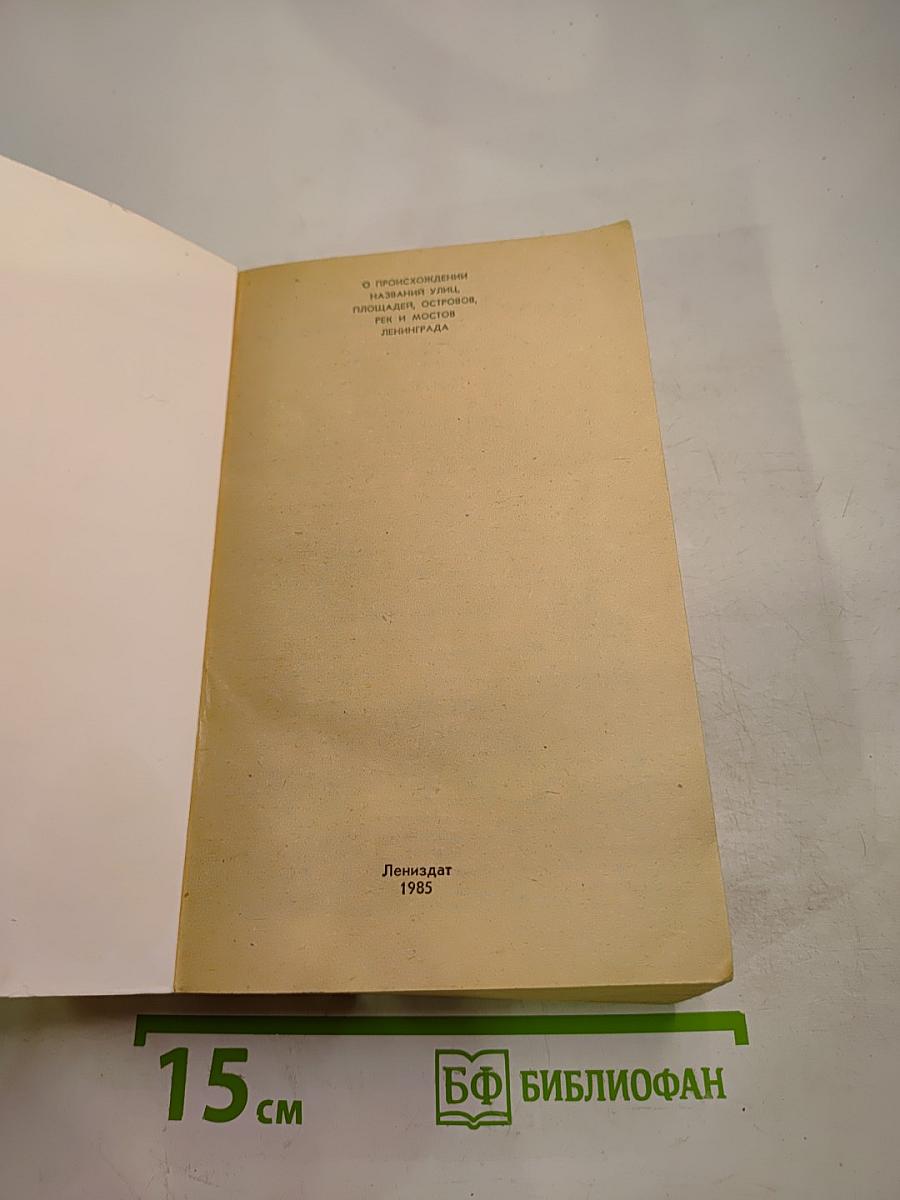 О ПРОИСХОЖДЕНИИ
НАЗВАНИЙ УЛИЦ,
ПЛОЩАДЕЙ, ОСТРОВОВ,
РЕК И МОСТОВ
ЛЕНИНГРАДА
Лениздат
1985
15 см
БФ БИБЛИОФАН